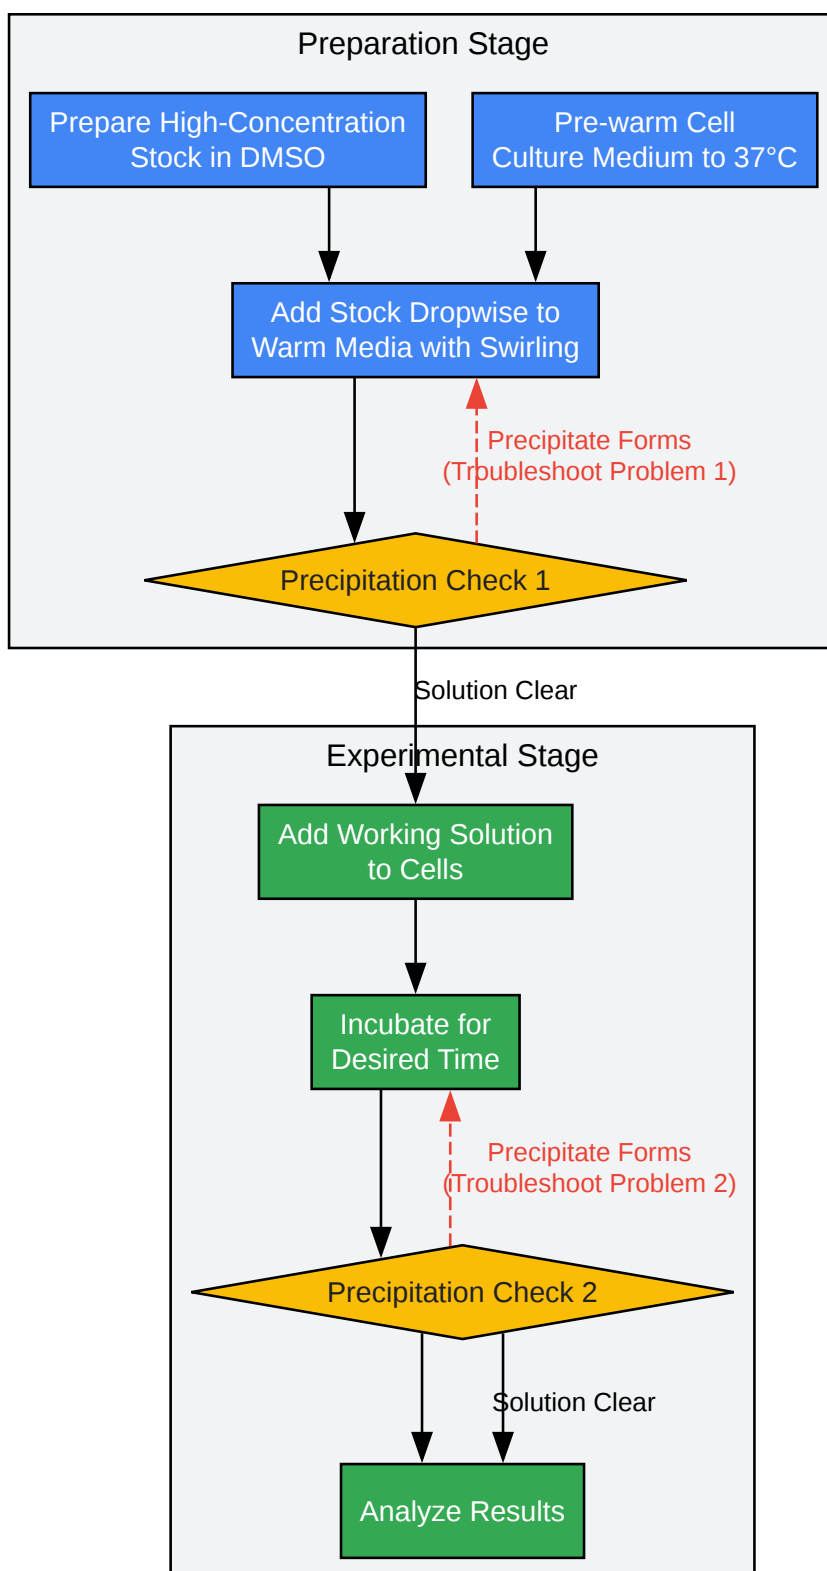 Preparation Stage
Prepare High-Concentration
Stock in DMSO
Pre-warm Cell
Culture Medium to 37°C
Add Stock Dropwise to
Warm Media with Swirling
Precipitate Forms
(Troubleshoot Problem 1)
Precipitation Check 1
Solution Clear
Experimental Stage
Add Working Solution
to Cells
Incubate for
Desired Time
Precipitate Forms
(Troubleshoot Problem 2)
Precipitation Check 2
Solution Clear
Analyze Results